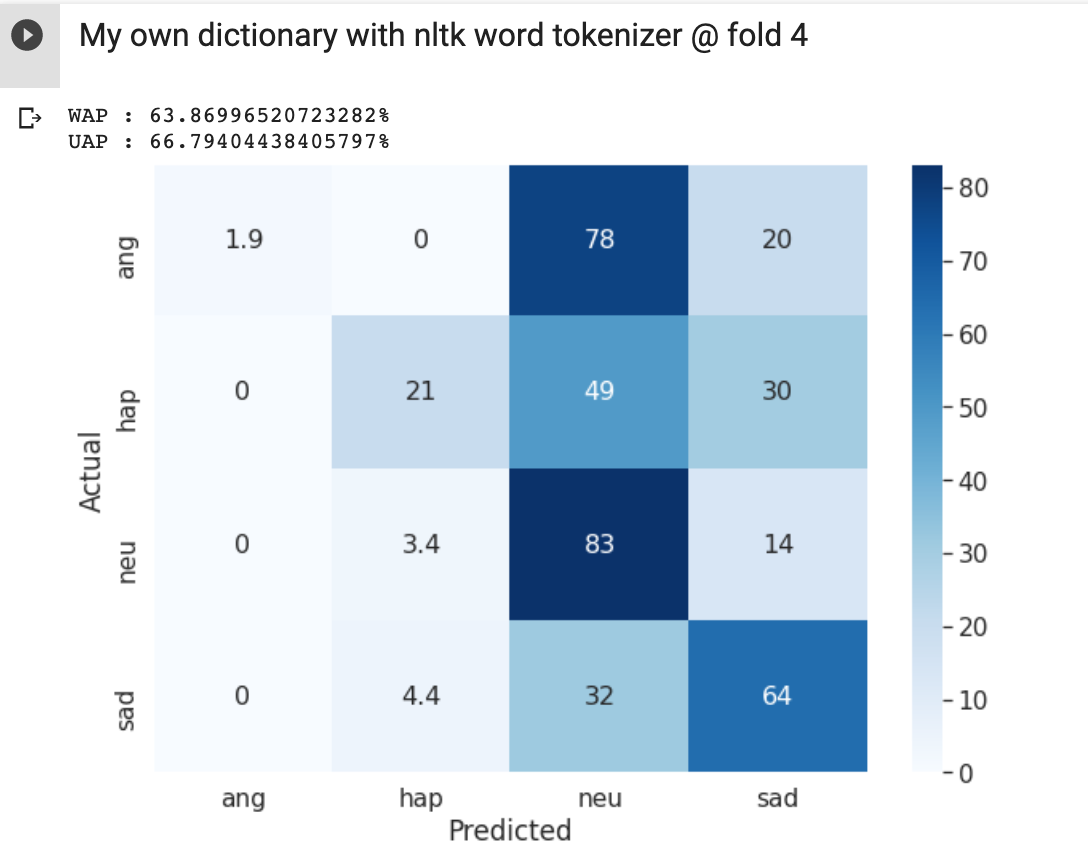 My own dictionary with nltk word tokenizer @ fold 4
WAP : 63.86996520723282%
UAP : 66.79404438405797%
ang 1.9 0 78 20
hap 0 21 49 30
neu 0 3.4 83 14
sad 0 4.4 32 64
Actual
ang hap neu sad
Predicted
80
70
60
50
40
30
20
10
0